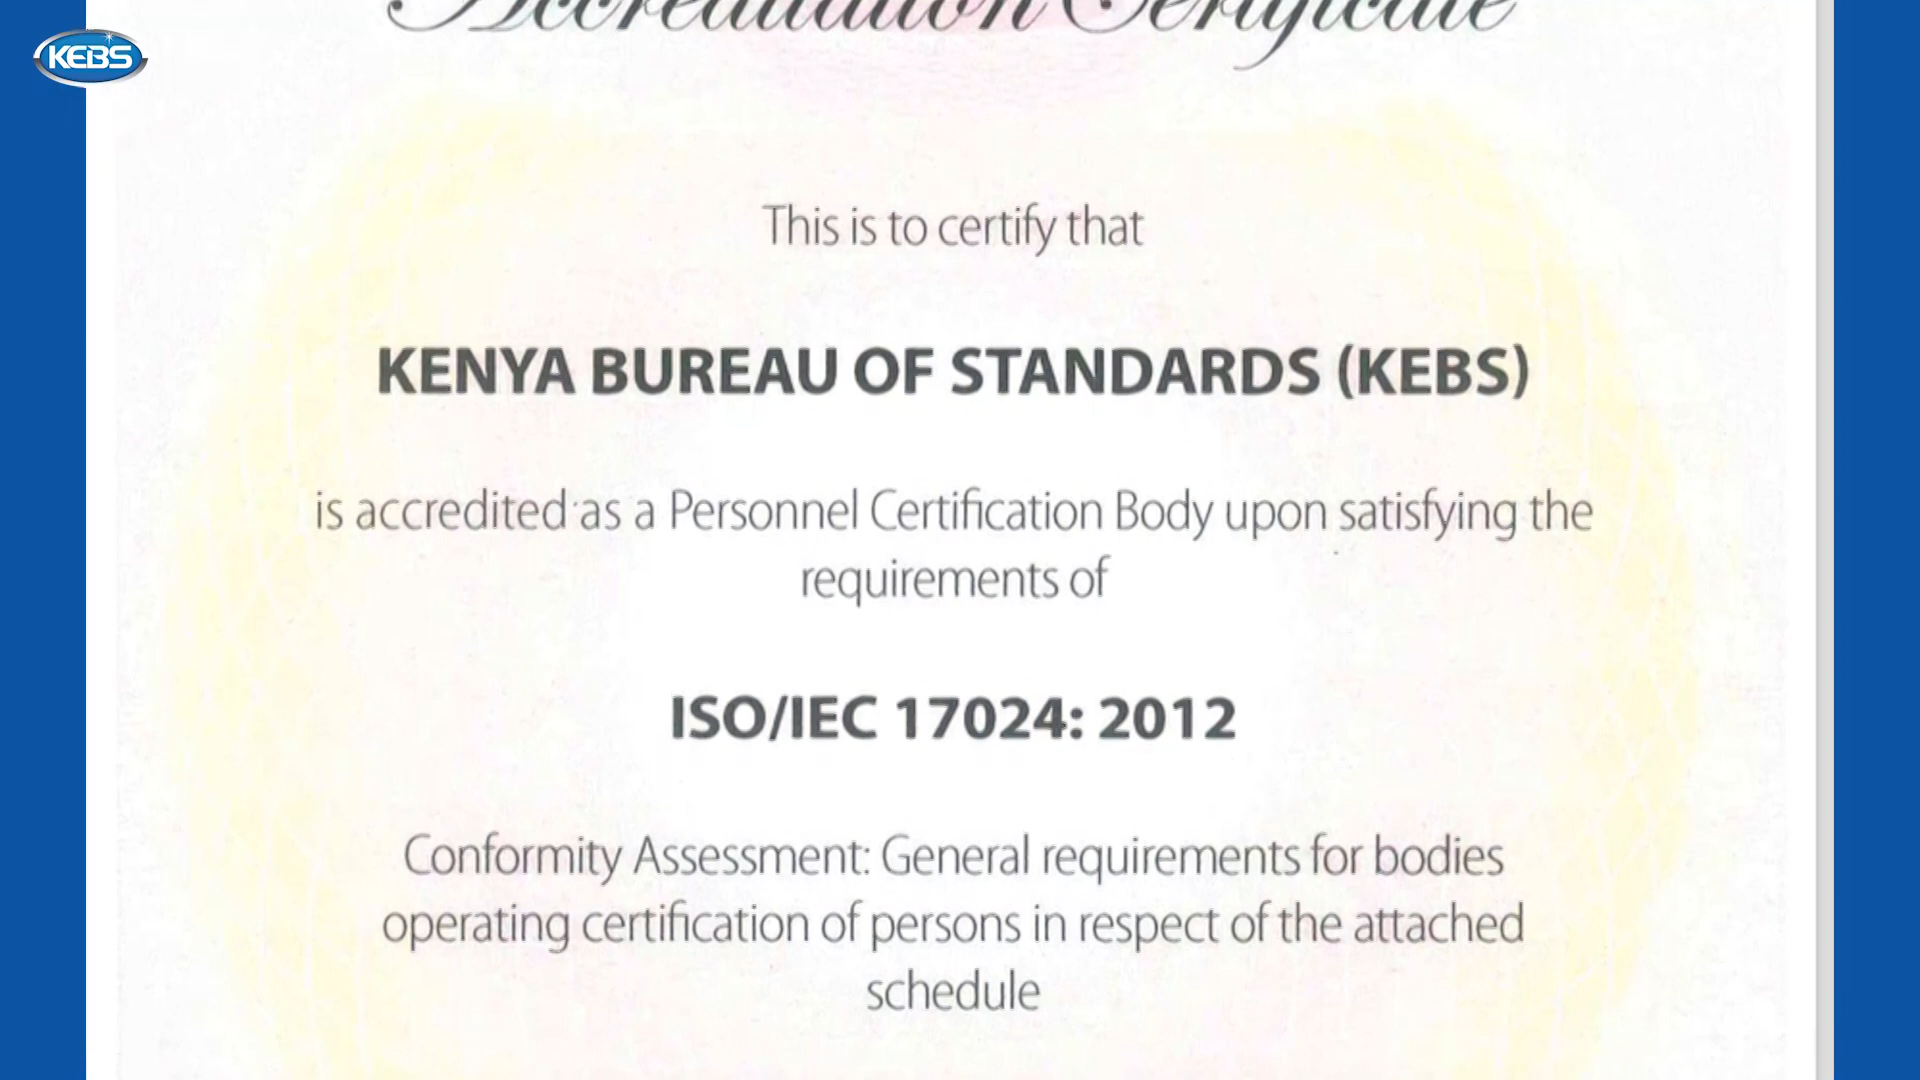 KEBS
Accreditation Certificate
This is to certify that
KENYA BUREAU OF STANDARDS (KEBS)
is accredited as a Personnel Certification Body upon satisfying the
requirements of
ISO/IEC 17024: 2012
Conformity Assessment: General requirements for bodies
operating certification of persons in respect of the attached
schedule